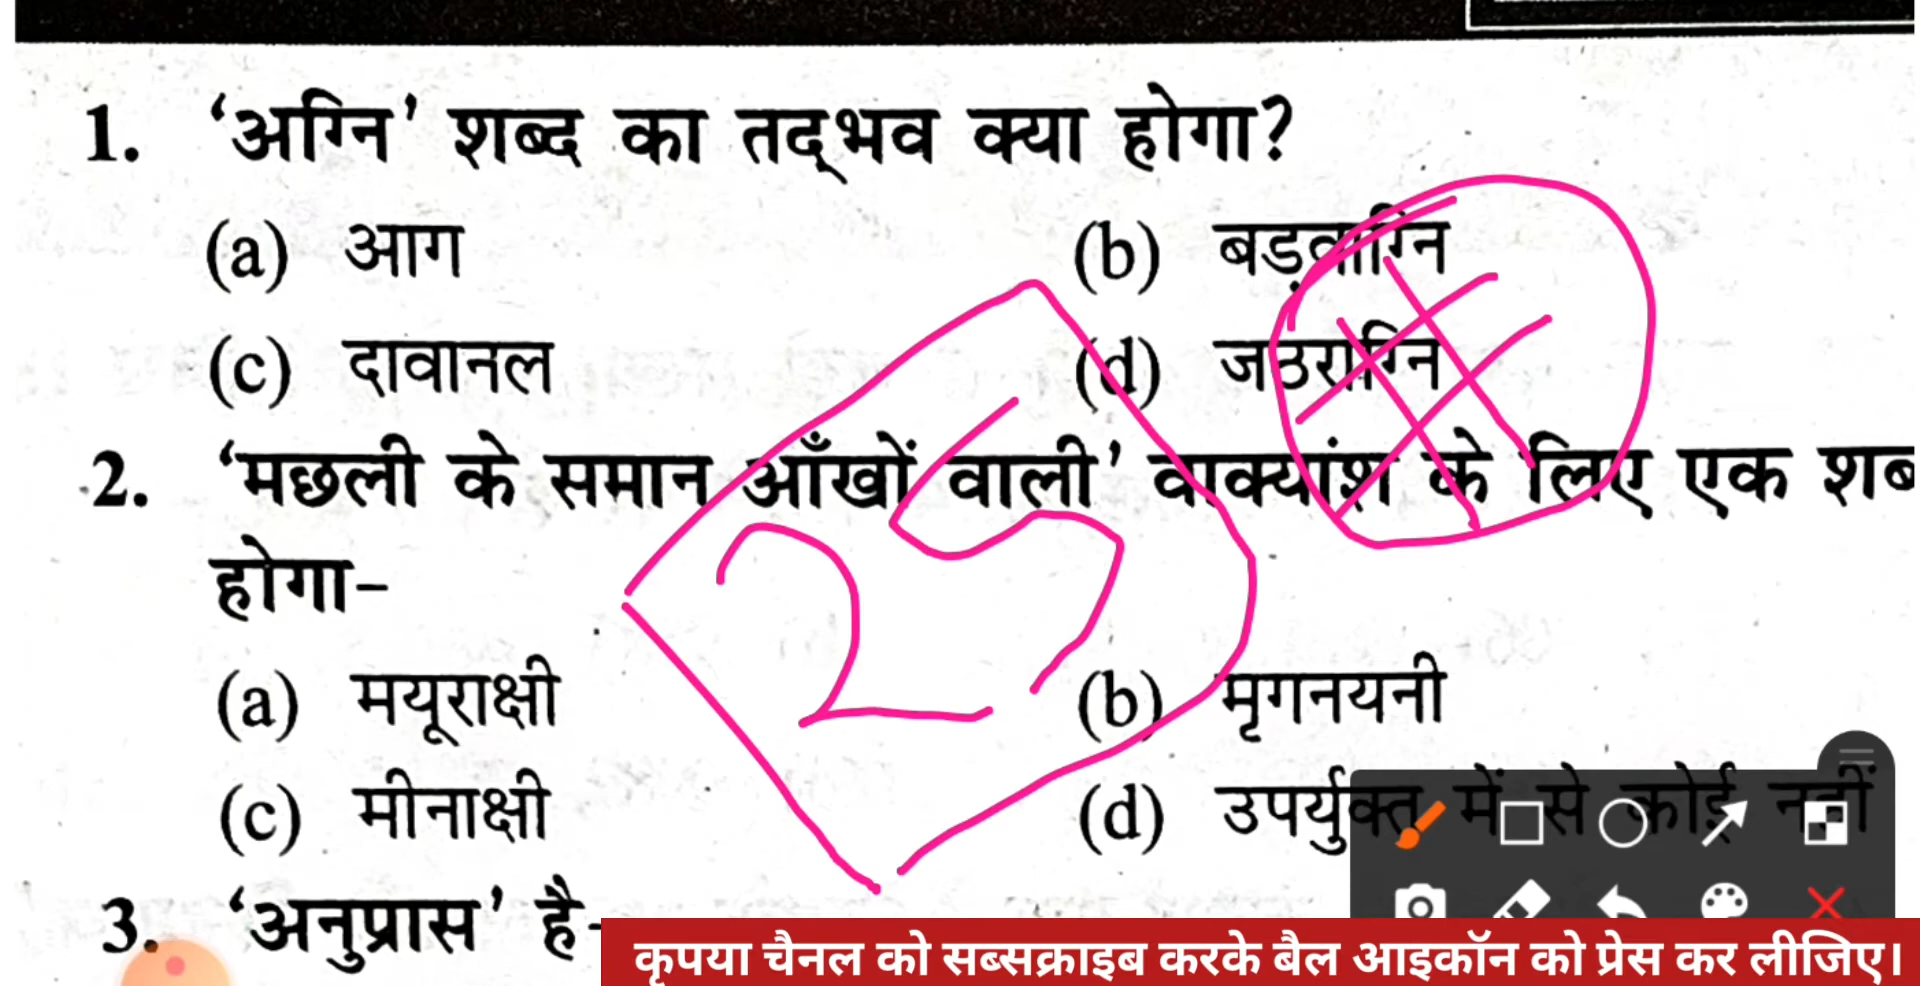 1. ‘अग्नि’ शब्द का तद्‌भव क्या होगा?
(a) आग (b) बड़वाग्नि
(c) दावानल (d) जठराग्नि
2. ‘मछली के समान आँखों वाली’ वाक्यांश के लिए एक शब
होगा-
(a) मयूराक्षी (b) मृगनयनी
(c) मीनाक्षी (d) उपर्युक्त में से कोई नहीं
25
3. ‘अनुप्रास’ है-
कृपया चैनल को सब्सक्राइब करके बैल आइकॉन को प्रेस कर लीजिए।